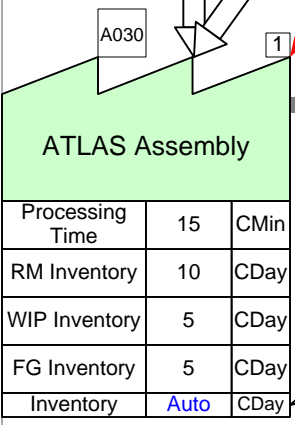 A030
1
ATLAS Assembly
Processing Time 15 CMin
RM Inventory 10 CDay
WIP Inventory 5 CDay
FG Inventory 5 CDay
Inventory Auto CDay